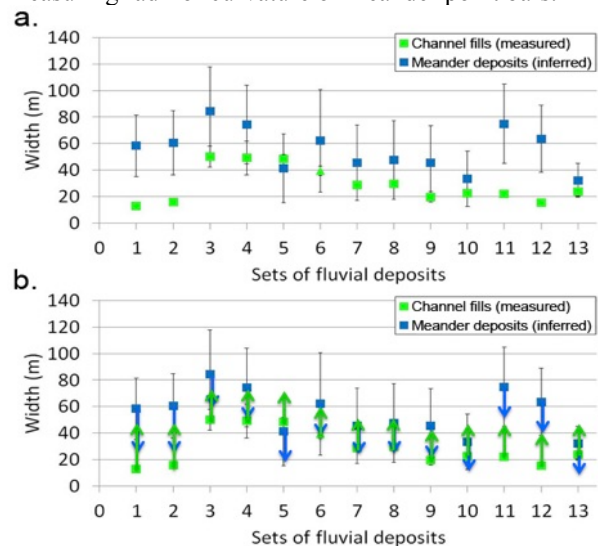 a.
140
Channel fills (measured)
120
Meander deposits (inferred)
100
80
60
40
20
0
Width (m)
0 1 2 3 4 5 6 7 8 9 10 11 12 13
Sets of fluvial deposits
b.
140
Channel fills (measured)
120
Meander deposits (inferred)
100
80
60
40
20
0
Width (m)
0 1 2 3 4 5 6 7 8 9 10 11 12 13
Sets of fluvial deposits